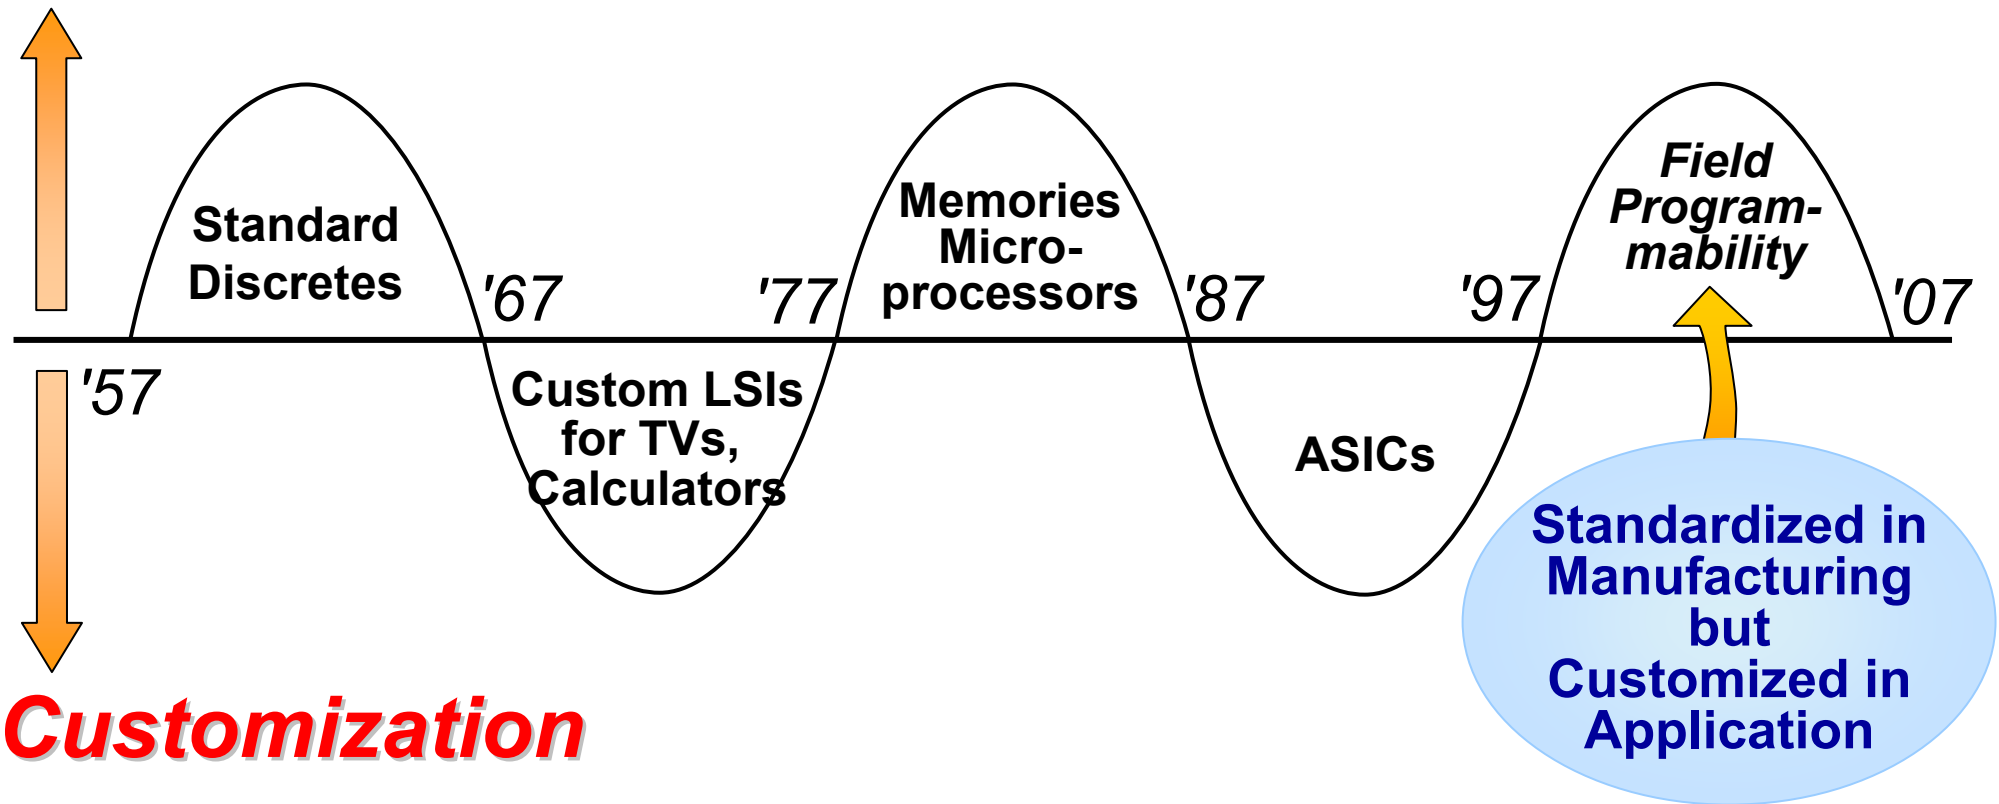 Standard
Discretes
'57
'67
Custom LSIs
for TVs,
Calculators
'77
Memories
Micro-
processors
'87
ASICs
'97
Field
Program-
mability
'07
Standardized in
Manufacturing
but
Customized in
Application
Customization